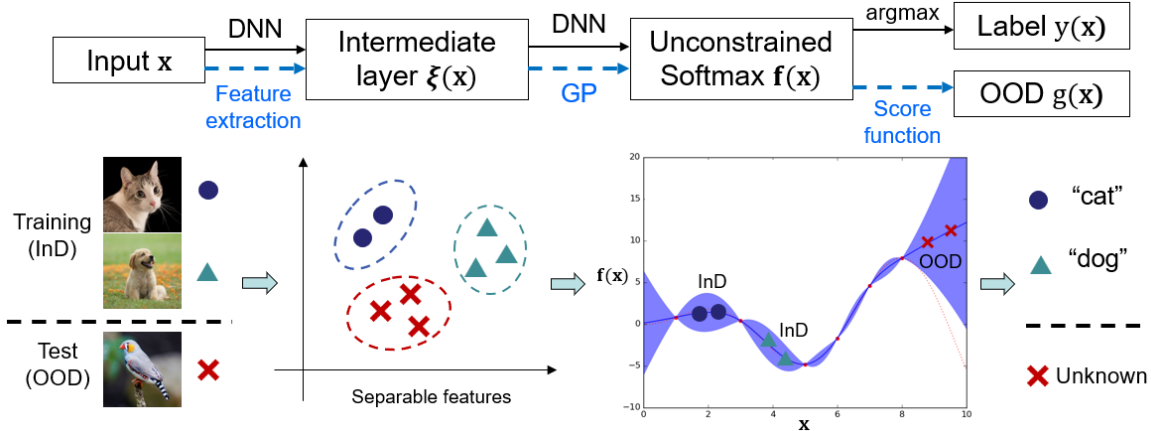 Input x
DNN
Feature
extraction
Intermediate
layer ξ(x)
DNN
GP
Unconstrained
Softmax f(x)
argmax
Label y(x)
Score
function
OOD g(x)
Training
(InD)
Test
(OOD)
Separable features
f(x)
20
15
10
5
0
−5
−10
0
2
4
6
8
10
x
InD
InD
OOD
“cat”
“dog”
Unknown